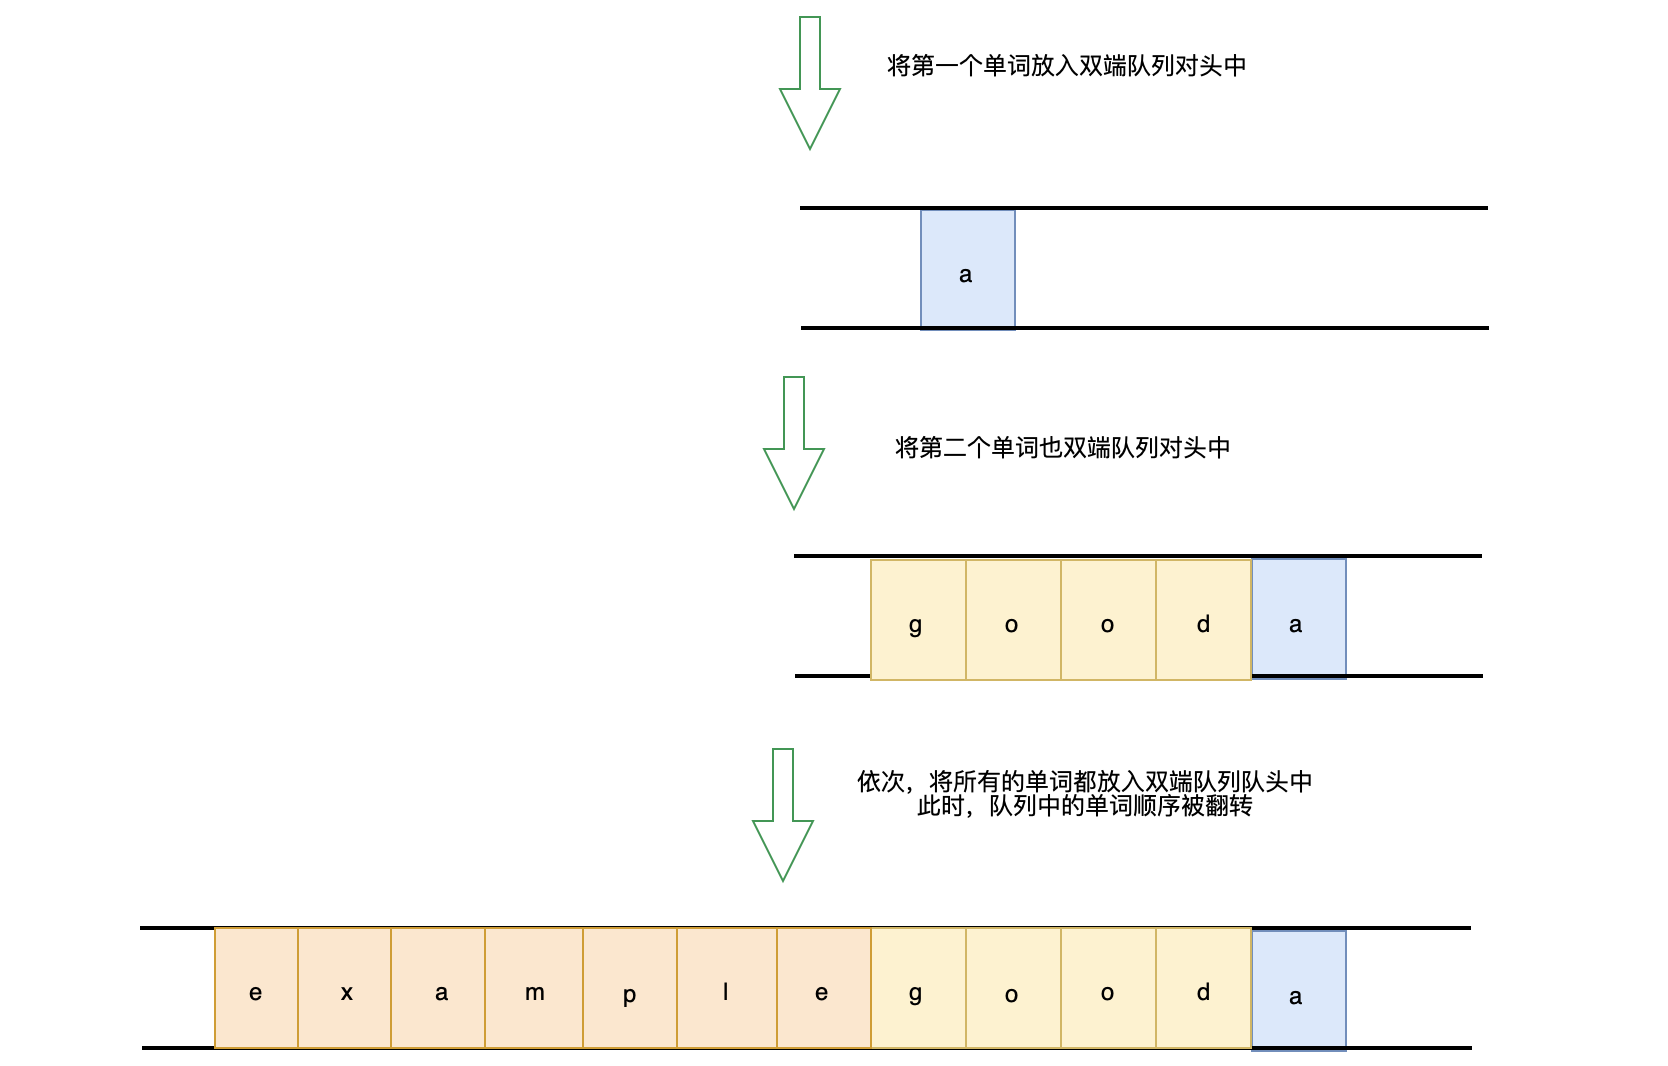 将第一个单词放入双端队列对头中
a
将第二个单词也双端队列对头中
g o o d a
依次，将所有的单词都放入双端队列队头中
此时，队列中的单词顺序被翻转
e x a m p l e g o o d a